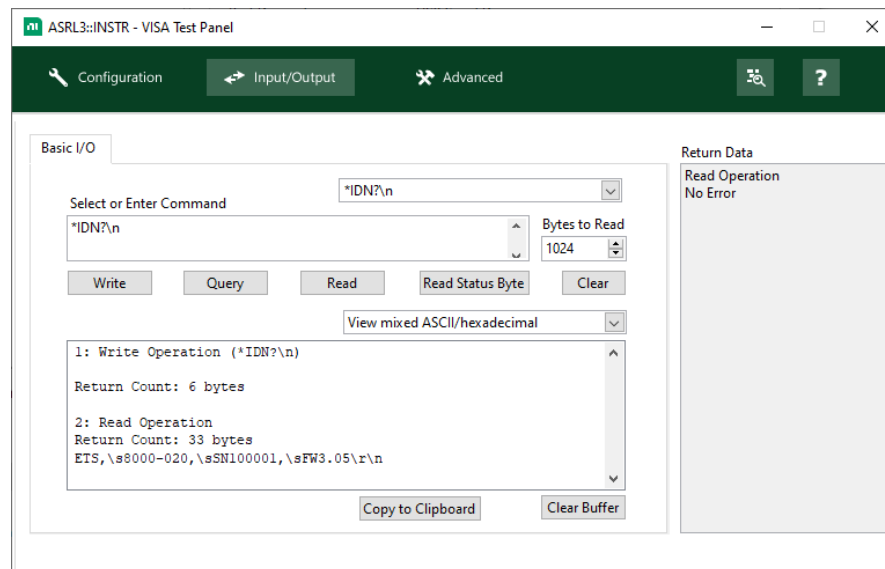 ASRL3::INSTR - VISA Test Panel
Configuration
Input/Output
Advanced
?
Basic I/O
*IDN?\n
Select or Enter Command
*IDN?\n
Bytes to Read
1024
Write
Query
Read
Read Status Byte
Clear
View mixed ASCII/hexadecimal
1: Write Operation (*IDN?\n)
Return Count: 6 bytes
2: Read Operation
Return Count: 33 bytes
ETS,\s8000-020,\sSN100001,\sFW3.05\r\n
Copy to Clipboard
Clear Buffer
Return Data
Read Operation
No Error